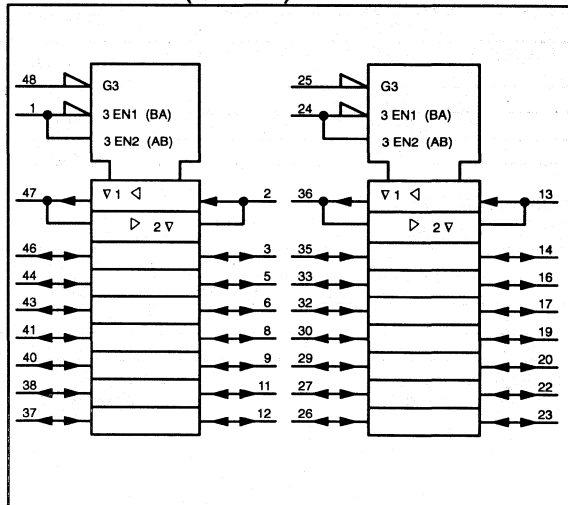 48 G3 25 G3
1 3 EN1 (BA) 24 3 EN1 (BA)
3 EN2 (AB) 3 EN2 (AB)
47 ▽ 1 ◁ 2 36 ▽ 1 ◁ 13
▷ 2 ▽ ▷ 2 ▽
46 3 35 14
44 5 33 16
43 6 32 17
41 8 30 19
40 9 29 20
38 11 27 22
37 12 26 23